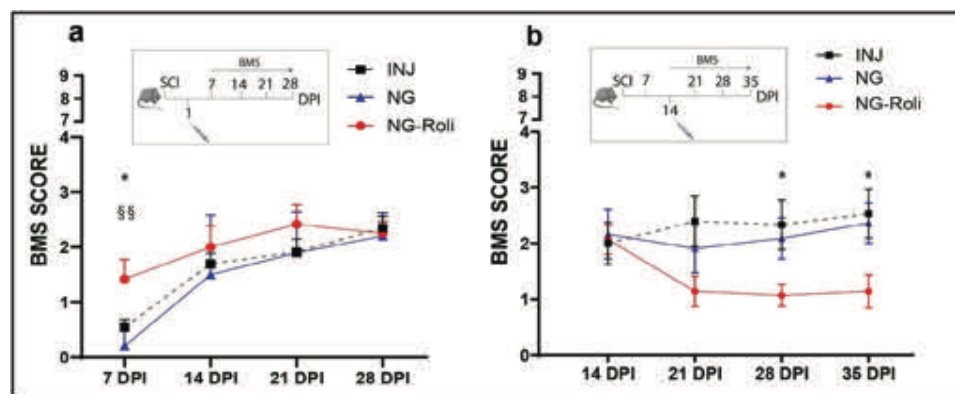 a
BMS
SCI
7 14 21 28
DPI
1
INJ
NG
NG-Roli
9
8
7
4
3
2
1
0
BMS SCORE
*
§§
7 DPI 14 DPI 21 DPI 28 DPI
b
BMS
SCI 7 21 28 35
DPI
14
INJ
NG
NG-Roli
9
8
7
4
3
2
1
0
BMS SCORE
* *
14 DPI 21 DPI 28 DPI 35 DPI